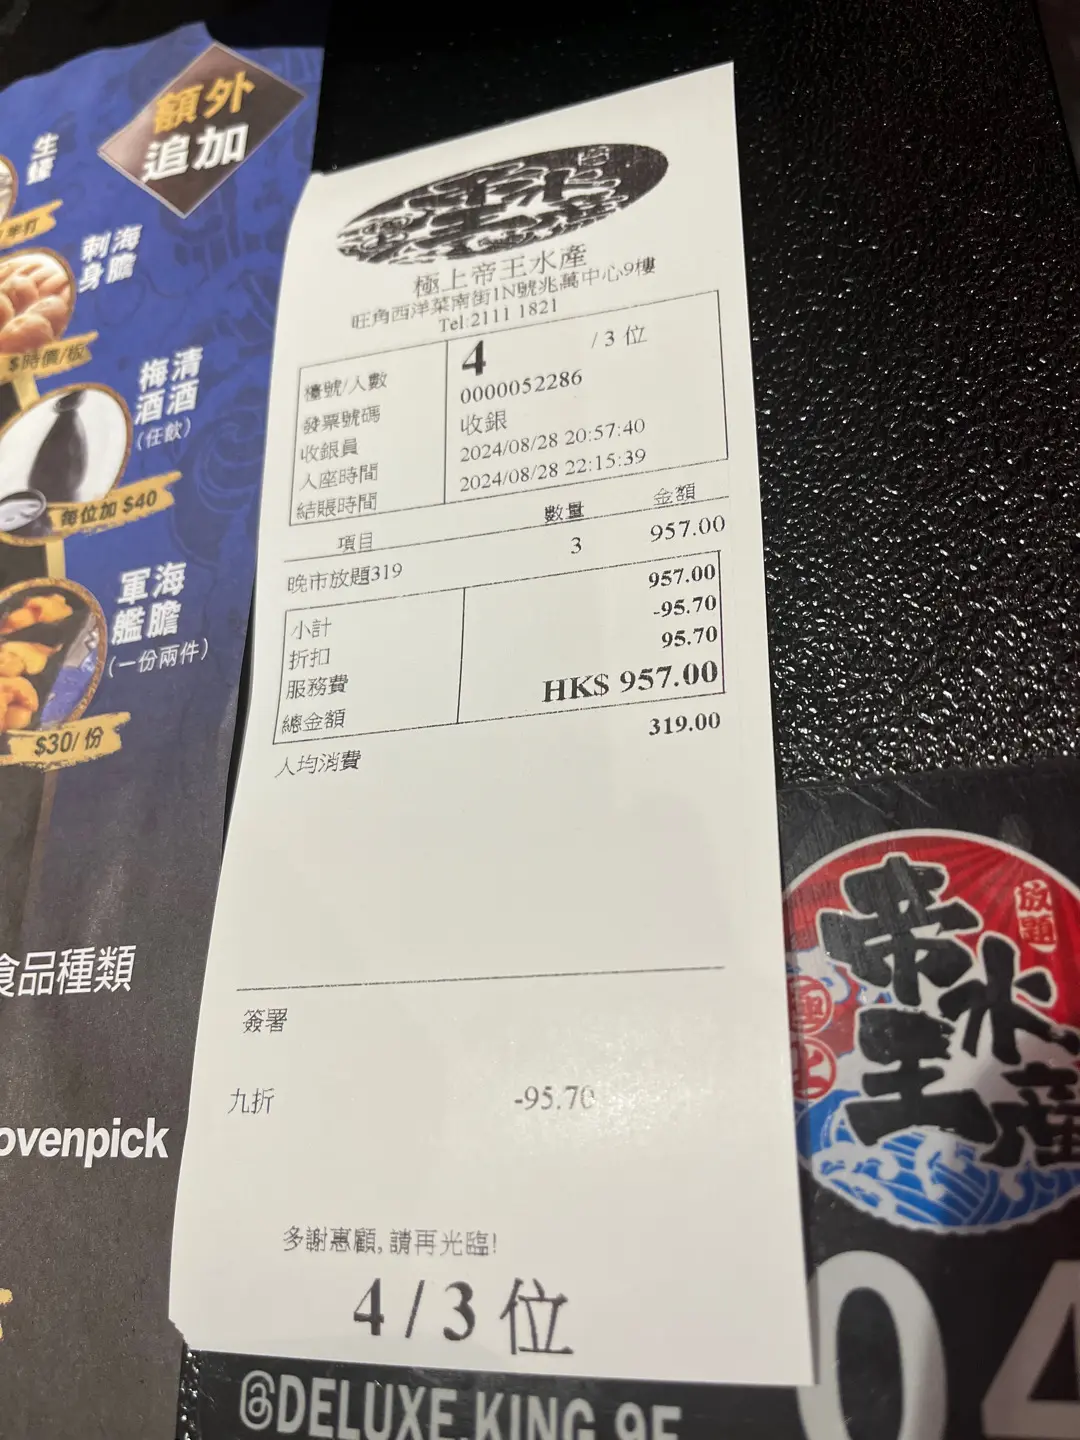 額外
追加
生
蠔
海膽
刺身
$時價/板
清酒
梅酒
(任飲)
每位加 $40
海膽
軍艦
(一份兩件)
$30/份
食品種類
ovenpick
極上帝王水產
旺角西洋菜南街1N號兆萬中心9樓
Tel:2111 1821
檯號/人數 4 / 3 位
發票號碼 0000052286
收銀員 收銀
入座時間 2024/08/28 20:57:40
結賬時間 2024/08/28 22:15:39
項目 數量 金額
晚市放題319 3 957.00
小計 957.00
折扣 -95.70
服務費 95.70
總金額 HK$ 957.00
人均消費 319.00
簽署
九折 -95.70
多謝惠顧, 請再光臨!
4 / 3 位
放題
帝王
水產
極上
04
@DELUXE.KING.9F